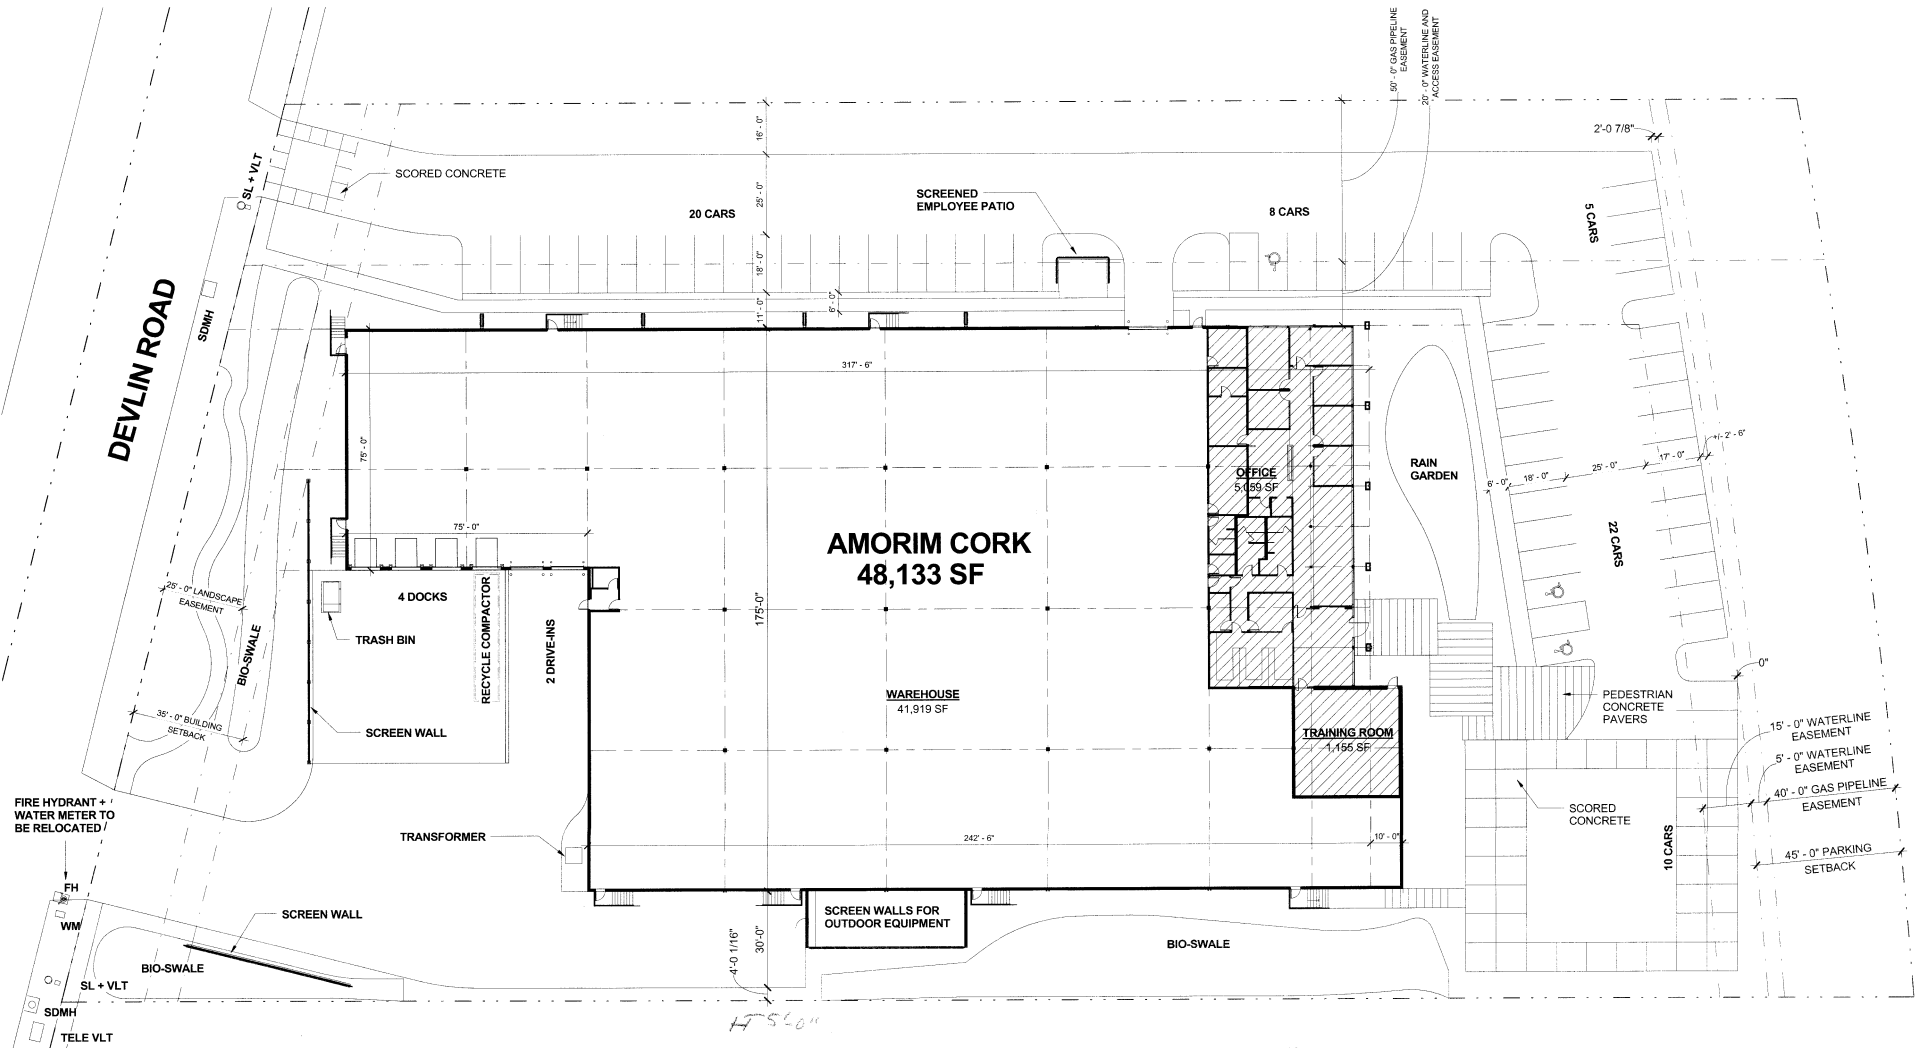 50' - 0" GAS PIPELINE
EASEMENT
20' - 0" WATERLINE AND
ACCESS EASEMENT
2'-0 7/8"
16' - 0"
SL + VLT
SCORED CONCRETE
25' - 0"
20 CARS
SCREENED
EMPLOYEE PATIO
8 CARS
5 CARS
18' - 0"
DEVLIN ROAD
SDMH
11' - 0"
6' - 0"
317' - 6"
75' - 0"
+/- 2' - 6"
17' - 0"
25' - 0"
18' - 0"
6' - 0"
RAIN
GARDEN
OFFICE
5,059 SF
75' - 0"
22 CARS
AMORIM CORK
48,133 SF
25' - 0" LANDSCAPE
EASEMENT
BIO-SWALE
4 DOCKS
TRASH BIN
RECYCLE COMPACTOR
2 DRIVE-INS
175'-0"
0"
WAREHOUSE
41,919 SF
PEDESTRIAN
CONCRETE
PAVERS
35' - 0" BUILDING
SETBACK
SCREEN WALL
TRAINING ROOM
1,155 SF
15' - 0" WATERLINE
EASEMENT
5' - 0" WATERLINE
EASEMENT
40' - 0" GAS PIPELINE
EASEMENT
FIRE HYDRANT +
WATER METER TO
BE RELOCATED
SCORED
CONCRETE
TRANSFORMER
242' - 6"
10' - 0"
10 CARS
45' - 0" PARKING
SETBACK
FH
WM
SCREEN WALL
SCREEN WALLS FOR
OUTDOOR EQUIPMENT
4'-0 1/16"
30'-0"
BIO-SWALE
BIO-SWALE
SL + VLT
SDMH
TELE VLT